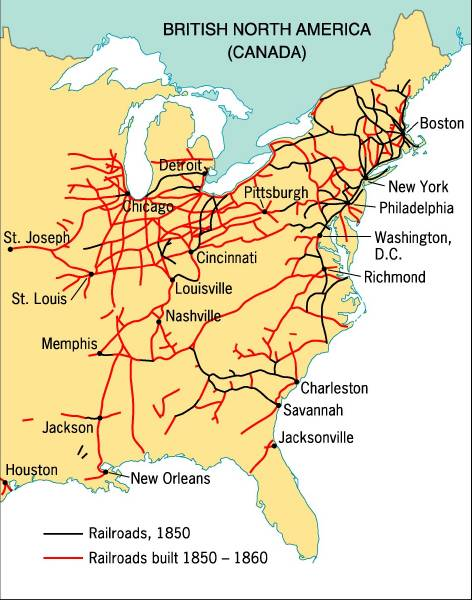 BRITISH NORTH AMERICA
(CANADA)
Boston
Detroit
New York
Pittsburgh
Philadelphia
Chicago
St. Joseph
Washington,
D.C.
Cincinnati
Richmond
St. Louis
Louisville
Nashville
Memphis
Charleston
Savannah
Jackson
Jacksonville
Houston
New Orleans
Railroads, 1850
Railroads built 1850 – 1860